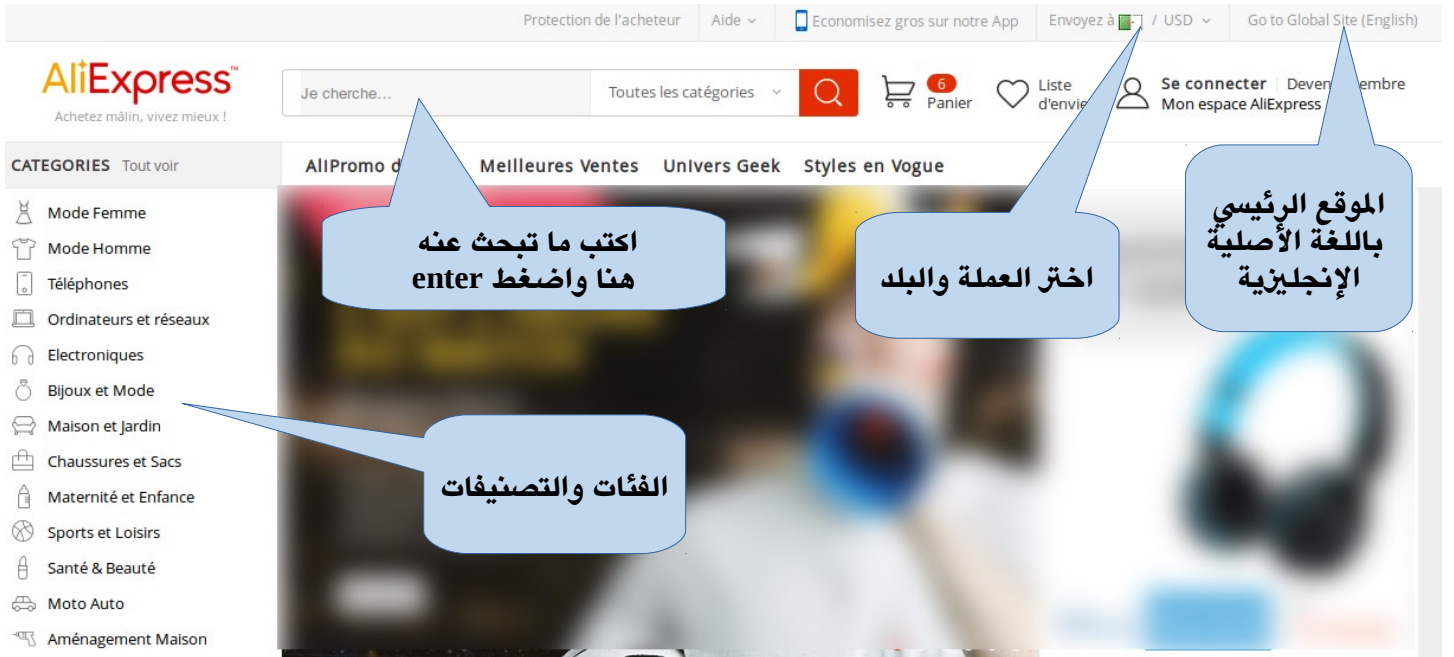 Protection de l'acheteur Aide Economisez gros sur notre App Envoyez à / USD Go to Global Site (English)
AliExpress™
Achetez mâlin, vivez mieux !
Je cherche... Toutes les catégories
6
Panier
Liste
d'envie
Se connecter Deven embre
Mon espace AliExpress
CATEGORIES Tout voir
AliPromo d Meilleures Ventes Univers Geek Styles en Vogue
Mode Femme
Mode Homme
Téléphones
Ordinateurs et réseaux
Electroniques
Bijoux et Mode
Maison et Jardin
Chaussures et Sacs
Maternité et Enfance
Sports et Loisirs
Santé & Beauté
Moto Auto
Aménagement Maison
اكتب ما تبحث عنه
هنا واضغط enter
اختر العملة والبلد
الموقع الرئيسي
باللغة الأصلية
الإنجليزية
الفئات والتصنيفات